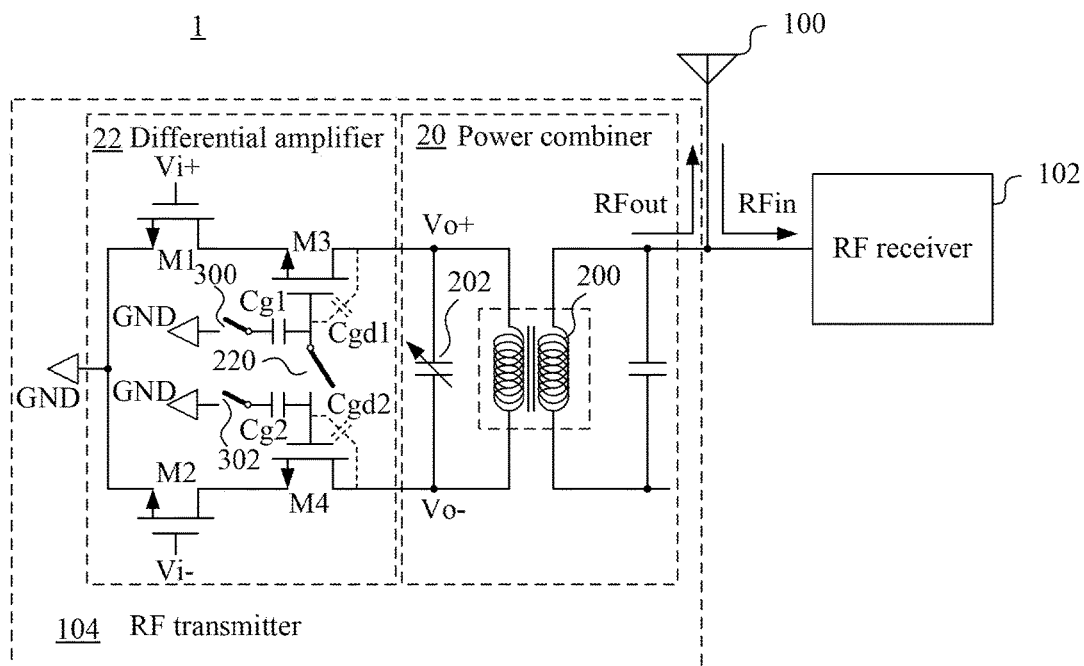 1
100
22 Differential amplifier
20 Power combiner
Vi+
RFout
RFin
102
RF receiver
M1
M3
Vo+
300
Cg1
202
200
GND
Cgd1
220
GND
GND
Cgd2
Cg2
302
M2
M4
Vo-
Vi-
104 RF transmitter